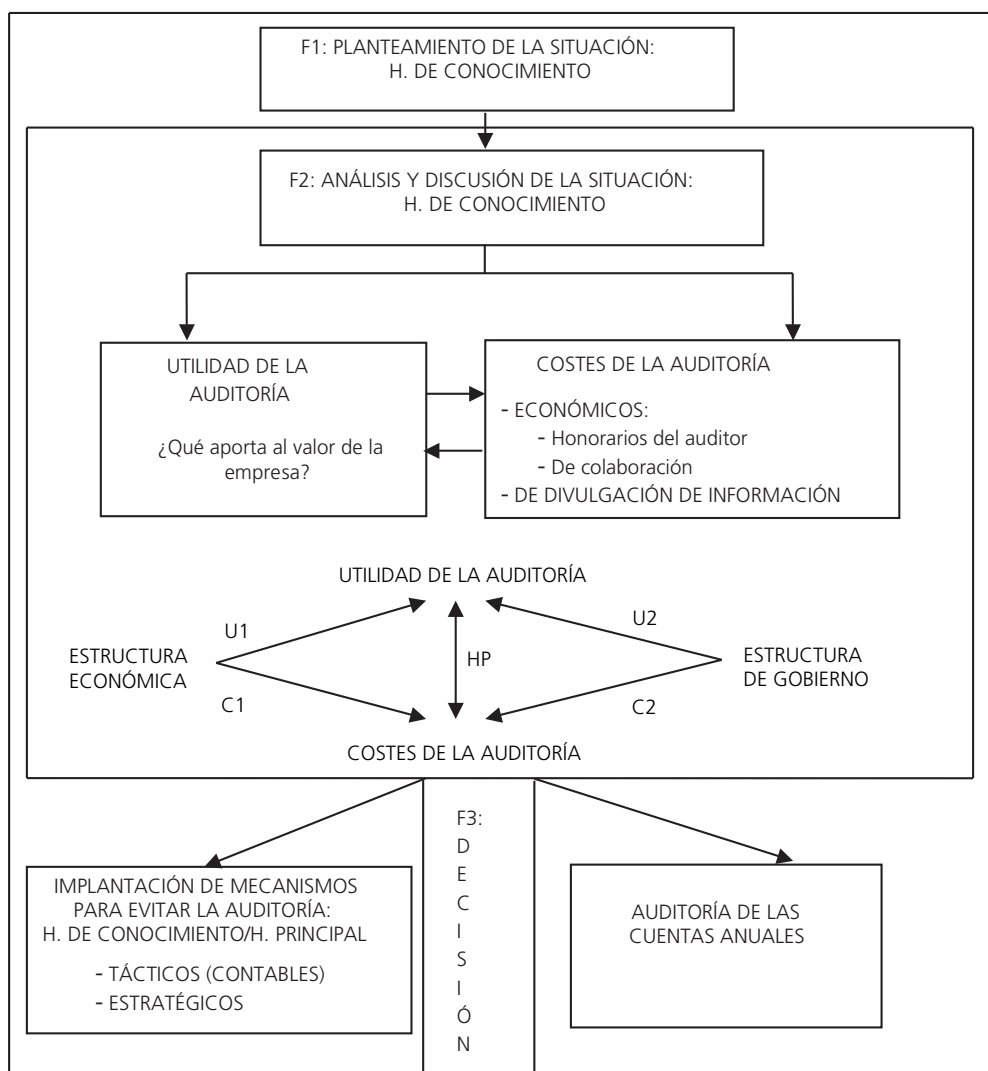 F1: PLANTEAMIENTO DE LA SITUACIÓN:
H. DE CONOCIMIENTO
F2: ANÁLISIS Y DISCUSIÓN DE LA SITUACIÓN:
H. DE CONOCIMIENTO
UTILIDAD DE LA
AUDITORÍA
¿Qué aporta al valor de la
empresa?
COSTES DE LA AUDITORÍA
- ECONÓMICOS:
- Honorarios del auditor
- De colaboración
- DE DIVULGACIÓN DE INFORMACIÓN
UTILIDAD DE LA AUDITORÍA
U1
U2
ESTRUCTURA
ECONÓMICA
HP
ESTRUCTURA
DE GOBIERNO
C1
C2
COSTES DE LA AUDITORÍA
IMPLANTACIÓN DE MECANISMOS
PARA EVITAR LA AUDITORÍA:
H. DE CONOCIMIENTO/H. PRINCIPAL
- TÁCTICOS (CONTABLES)
- ESTRATÉGICOS
F3:
D
E
C
I
S
I
Ó
N
AUDITORÍA DE LAS
CUENTAS ANUALES